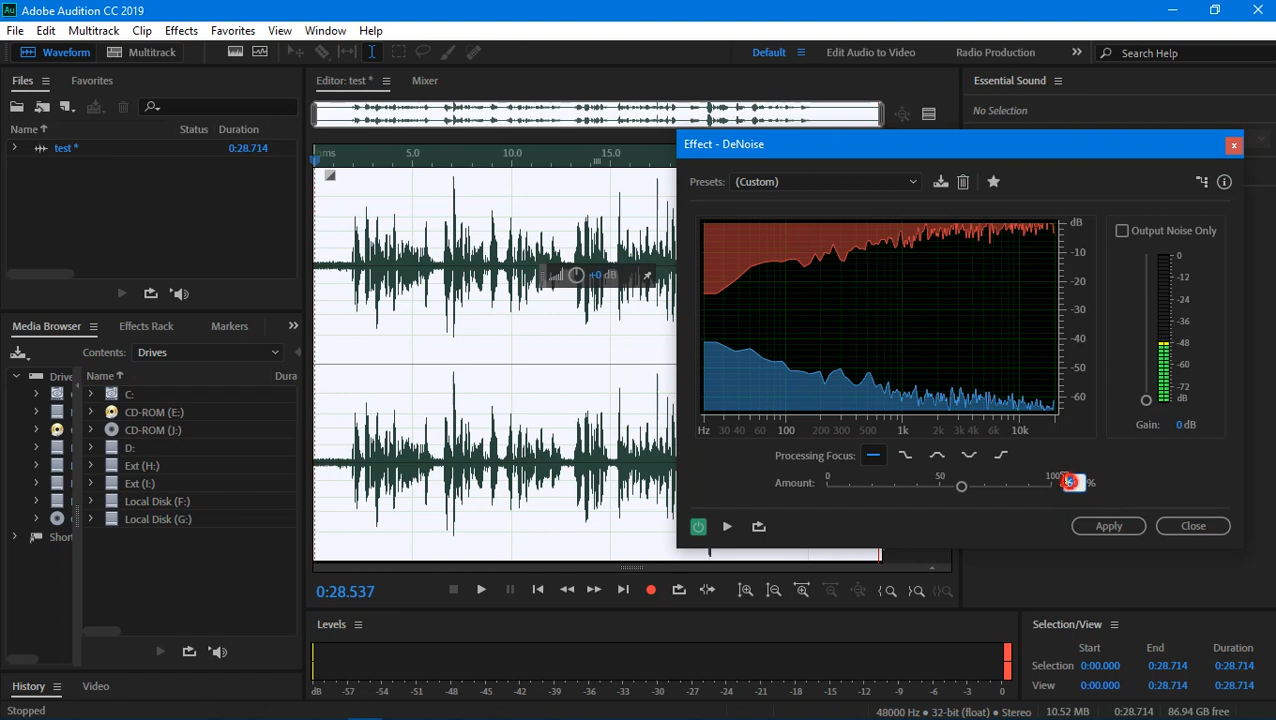 Au Adobe Audition CC 2019
File Edit Multitrack Clip Effects Favorites View Window Help
Waveform Multitrack Default Edit Audio to Video Radio Production » Search Help
Files Favorites Editor: test * Mixer Essential Sound
No Selection
Name Status Duration
test * 0:28.714
5.0 10.0 15.0
+0 dB
Media Browser Effects Rack Markers »
Contents: Drives
Drive Name Dura
C:
CD-ROM (E:)
CD-ROM (J:)
D:
Ext (H:)
Ext (I:)
Local Disk (F:)
Local Disk (G:)
Short
History Video
Effect - DeNoise
Presets: (Custom)
Output Noise Only
dB
-10
-20
-30
-40
-50
-60
Hz 30 40 100 200 300 500 1k 2k 3k 4k 6k 10k
0
-12
-24
-36
-48
-60
-72
dB
Gain: 0 dB
Processing Focus:
Amount: 0 50 100% %
Apply Close
0:28.537
Levels
dB -57 -54 -51 -48 -45 -42 -39 -36 -33 -30 -27 -24 -21 -18 -15 -12 -9 -6 -3 0
Selection/View
Start End Duration
Selection 0:00.000 0:28.714 0:28.714
View 0:00.000 0:28.714 0:28.714
Stopped 48000 Hz • 32-bit (float) • Stereo 10.52 MB 0:28.714 86.94 GB free